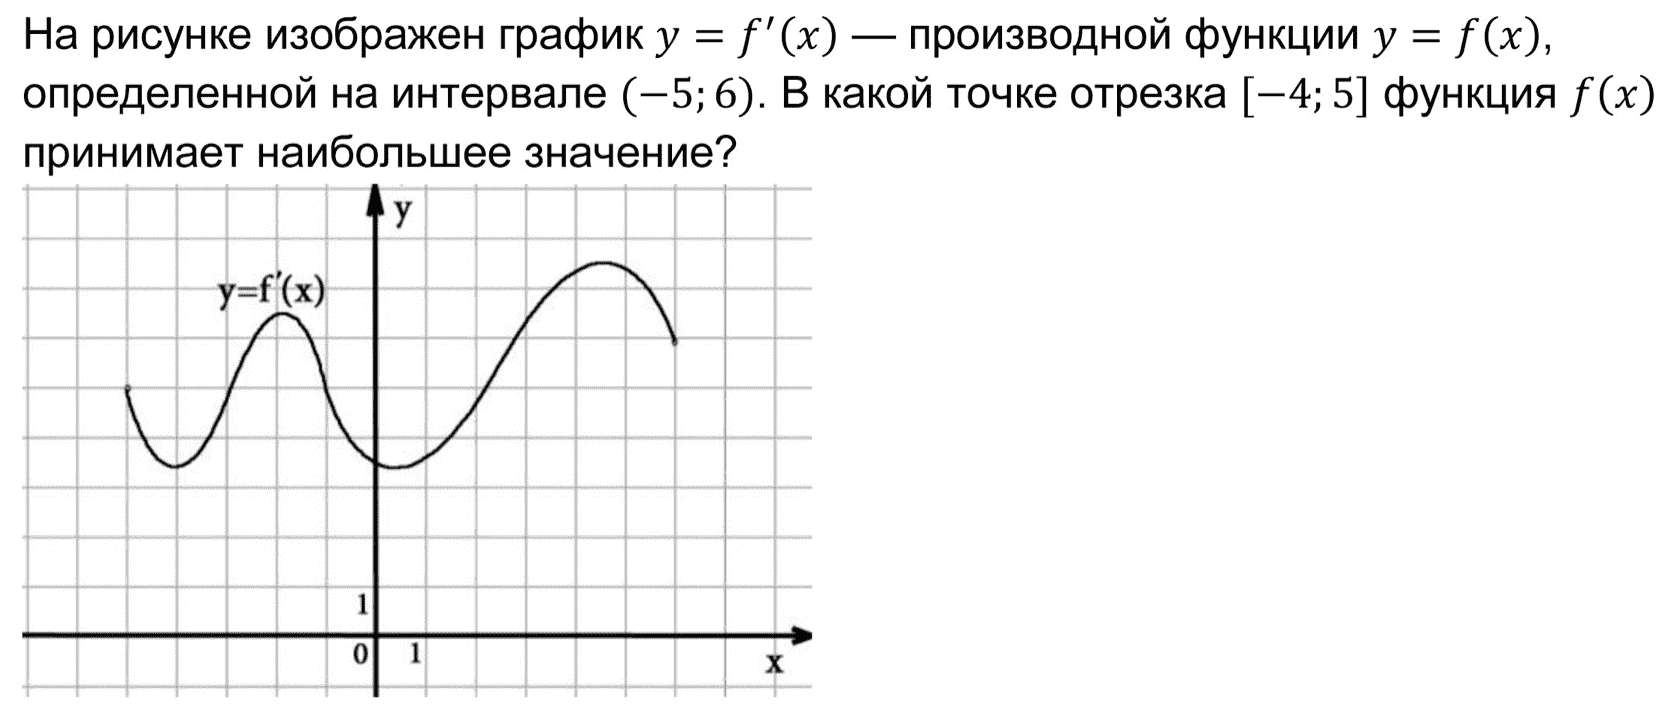 На рисунке изображен график y = f′(x) — производной функции y = f(x),
определенной на интервале (−5; 6). В какой точке отрезка [−4; 5] функция f(x)
принимает наибольшее значение?
y
y=f′(x)
1
0 1
x